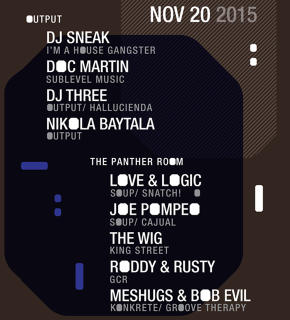 NOV 20 2015
OUTPUT
DJ SNEAK
I'M A HOUSE GANGSTER
DOC MARTIN
SUBLEVEL MUSIC
DJ THREE
OUTPUT/ HALLUCIENDA
NIKOLA BAYTALA
OUTPUT
THE PANTHER ROOM
LOVE & LOGIC
SOUP/ SNATCH!
JOE POMPEO
SOUP/ CAJUAL
THE WIG
KING STREET
RODDY & RUSTY
GCR
MESHUGS & BOB EVIL
KONKRETE/ GROOVE THERAPY